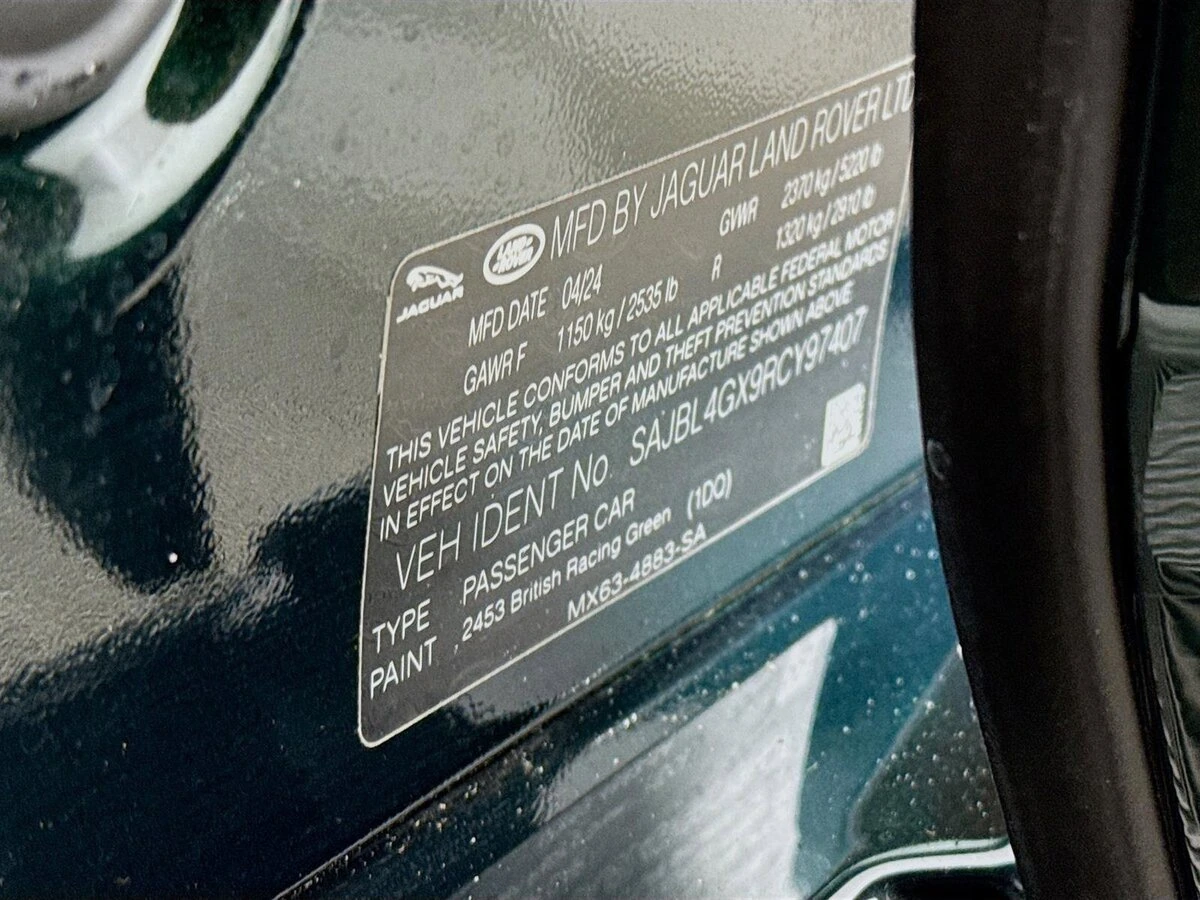 JAGUAR
LAND-
ROVER
MFD BY JAGUAR LAND ROVER LTD
MFD DATE 04/24 GVWR 2370 kg / 5220 lb
GAWR F 1150 kg / 2535 lb R 1320 kg / 2910 lb
THIS VEHICLE CONFORMS TO ALL APPLICABLE FEDERAL MOTOR
VEHICLE SAFETY, BUMPER AND THEFT PREVENTION STANDARDS
IN EFFECT ON THE DATE OF MANUFACTURE SHOWN ABOVE
VEH IDENT No. SAJBL4GX9RCY97407
TYPE PASSENGER CAR
PAINT 2453 British Racing Green (1DO)
MX63-4883-SA